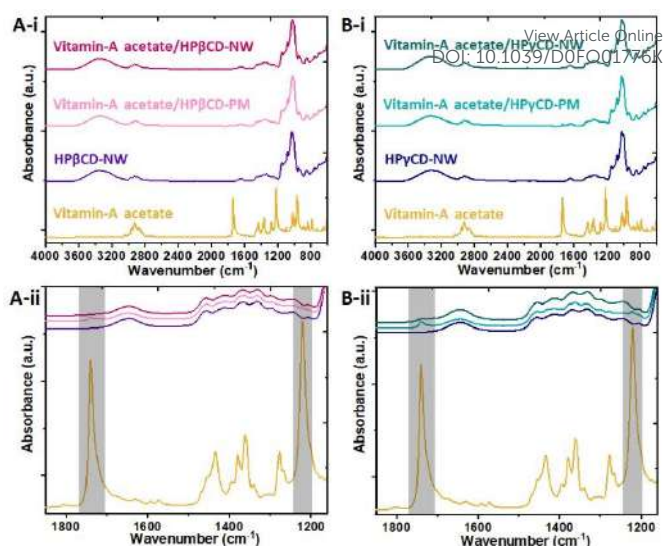 A-i
Vitamin-A acetate/HPβCD-NW
Vitamin-A acetate/HPβCD-PM
HPβCD-NW
Vitamin-A acetate
Absorbance (a.u.)
4000 3600 3200 2800 2400 2000 1600 1200 800
Wavenumber (cm-1)
B-i
View Article Online
Vitamin-A acetate/HPγCD-NW
DOI: 10.1039/D0FO01776K
Vitamin-A acetate/HPγCD-PM
HPγCD-NW
Vitamin-A acetate
Absorbance (a.u.)
4000 3600 3200 2800 2400 2000 1600 1200 800
Wavenumber (cm-1)
A-ii
Absorbance (a.u.)
1800 1600 1400 1200
Wavenumber (cm-1)
B-ii
Absorbance (a.u.)
1800 1600 1400 1200
Wavenumber (cm-1)